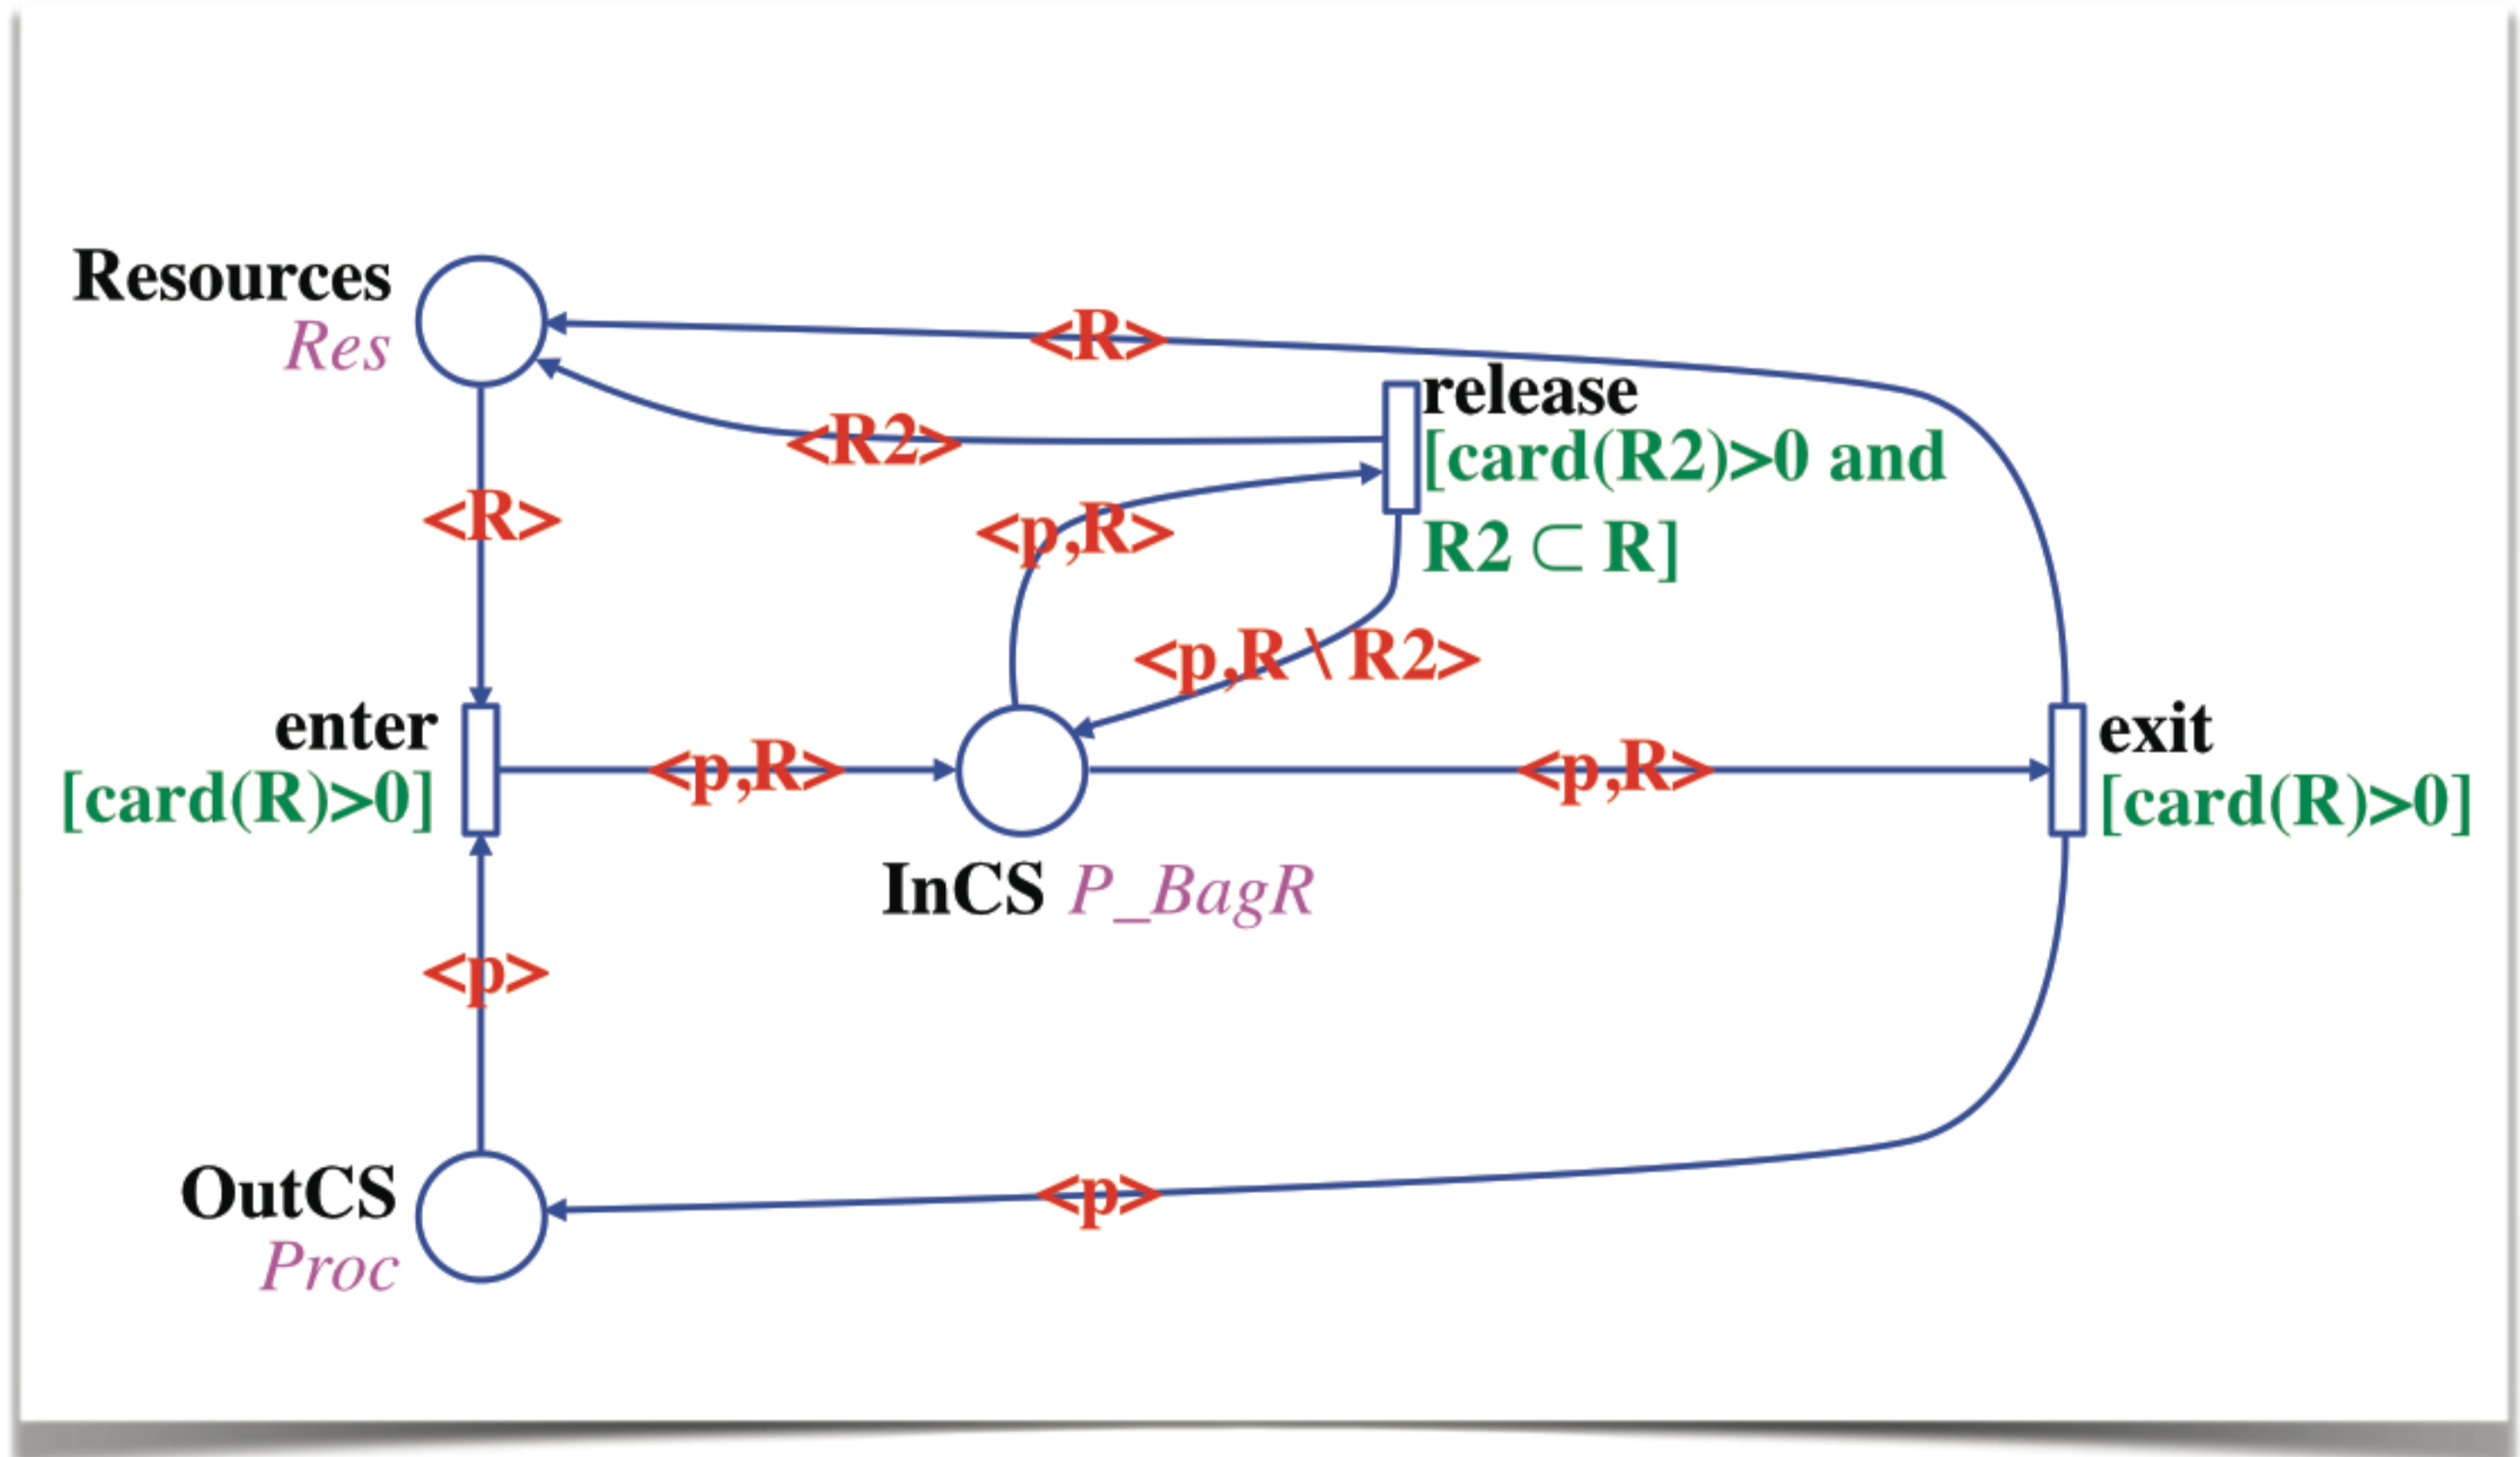 Resources
Res
<R>
release
<R2>
[card(R2)>0 and
<R>
<p,R>
R2 ⊂ R]
<p,R \ R2>
enter
[card(R)>0]
<p,R>
<p,R>
exit
[card(R)>0]
InCS P_BagR
<p>
OutCS
Proc
<p>